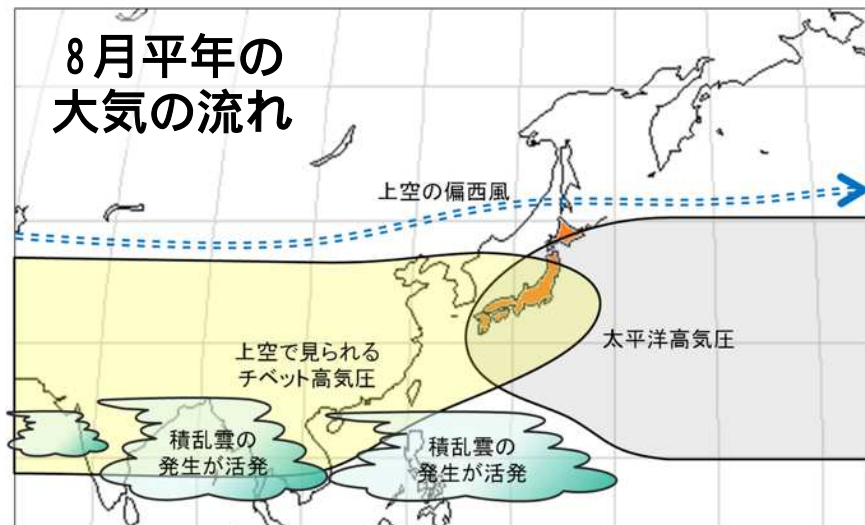 8月平年の
大気の流れ
上空の偏西風
太平洋高気圧
上空で見られる
チベット高気圧
積乱雲の
発生が活発
積乱雲の
発生が活発